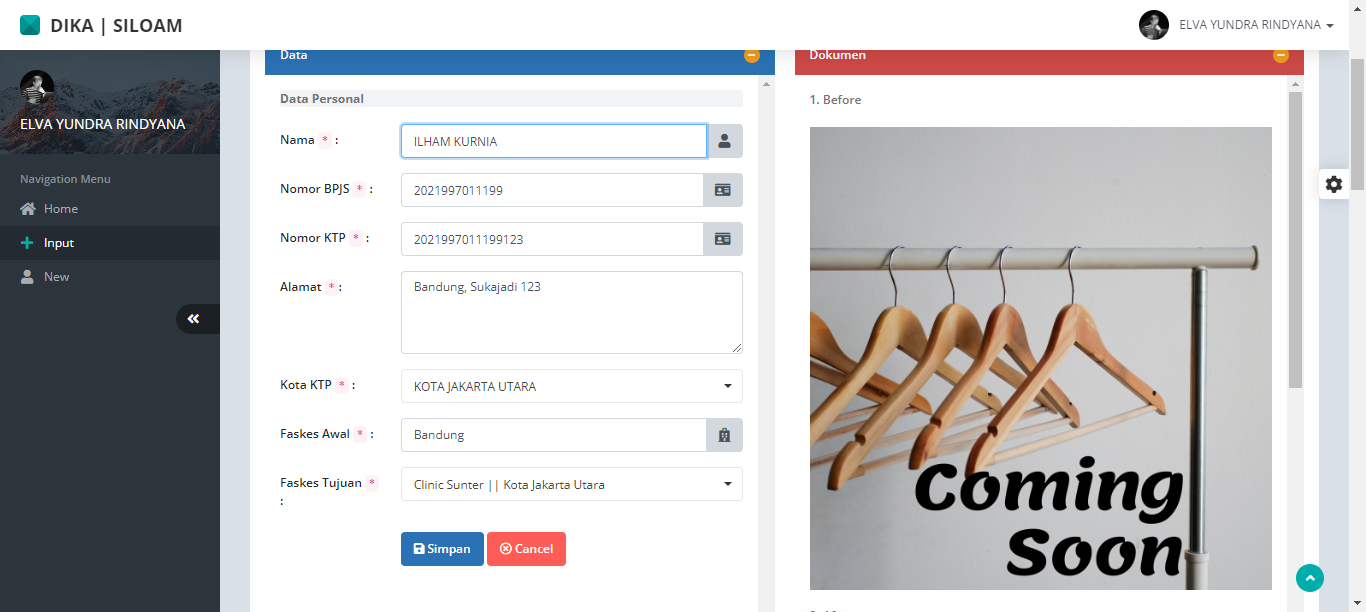 DIKA | SILOAM
ELVA YUNDRA RINDYANA
ELVA YUNDRA RINDYANA
Navigation Menu
Home
Input
New
Data
Data Personal
Nama * :
ILHAM KURNIA
Nomor BPJS * :
2021997011199
Nomor KTP * :
2021997011199123
Alamat * :
Bandung, Sukajadi 123
Kota KTP * :
KOTA JAKARTA UTARA
Faskes Awal * :
Bandung
Faskes Tujuan *
:
Clinic Sunter || Kota Jakarta Utara
Simpan
Cancel
Dokumen
1. Before
Coming
Soon